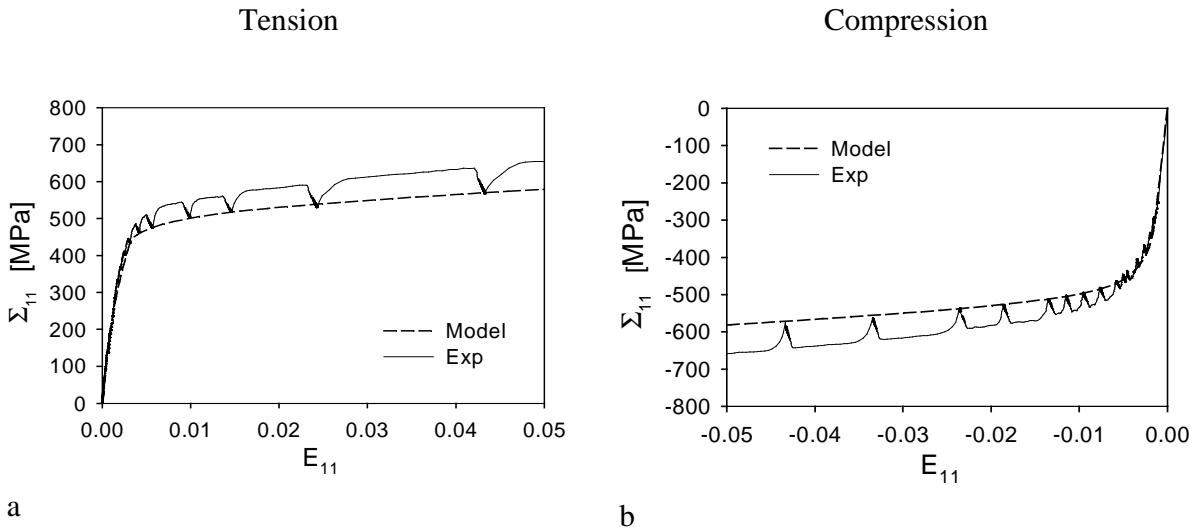 Tension
Compression
800
700
600
500
400
300
200
100
0
Σ11 [MPa]
Model
Exp
0.00 0.01 0.02 0.03 0.04 0.05
E11
a
0
-100
-200
-300
-400
-500
-600
-700
-800
Σ11 [MPa]
Model
Exp
-0.05 -0.04 -0.03 -0.02 -0.01 0.00
E11
b